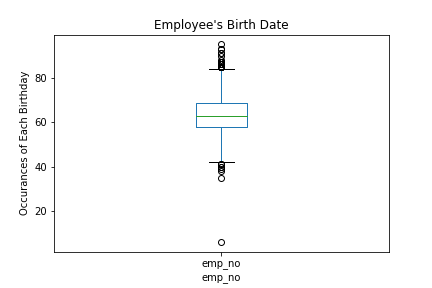 Employee's Birth Date
Occurances of Each Birthday
80
60
40
20
emp_no
emp_no